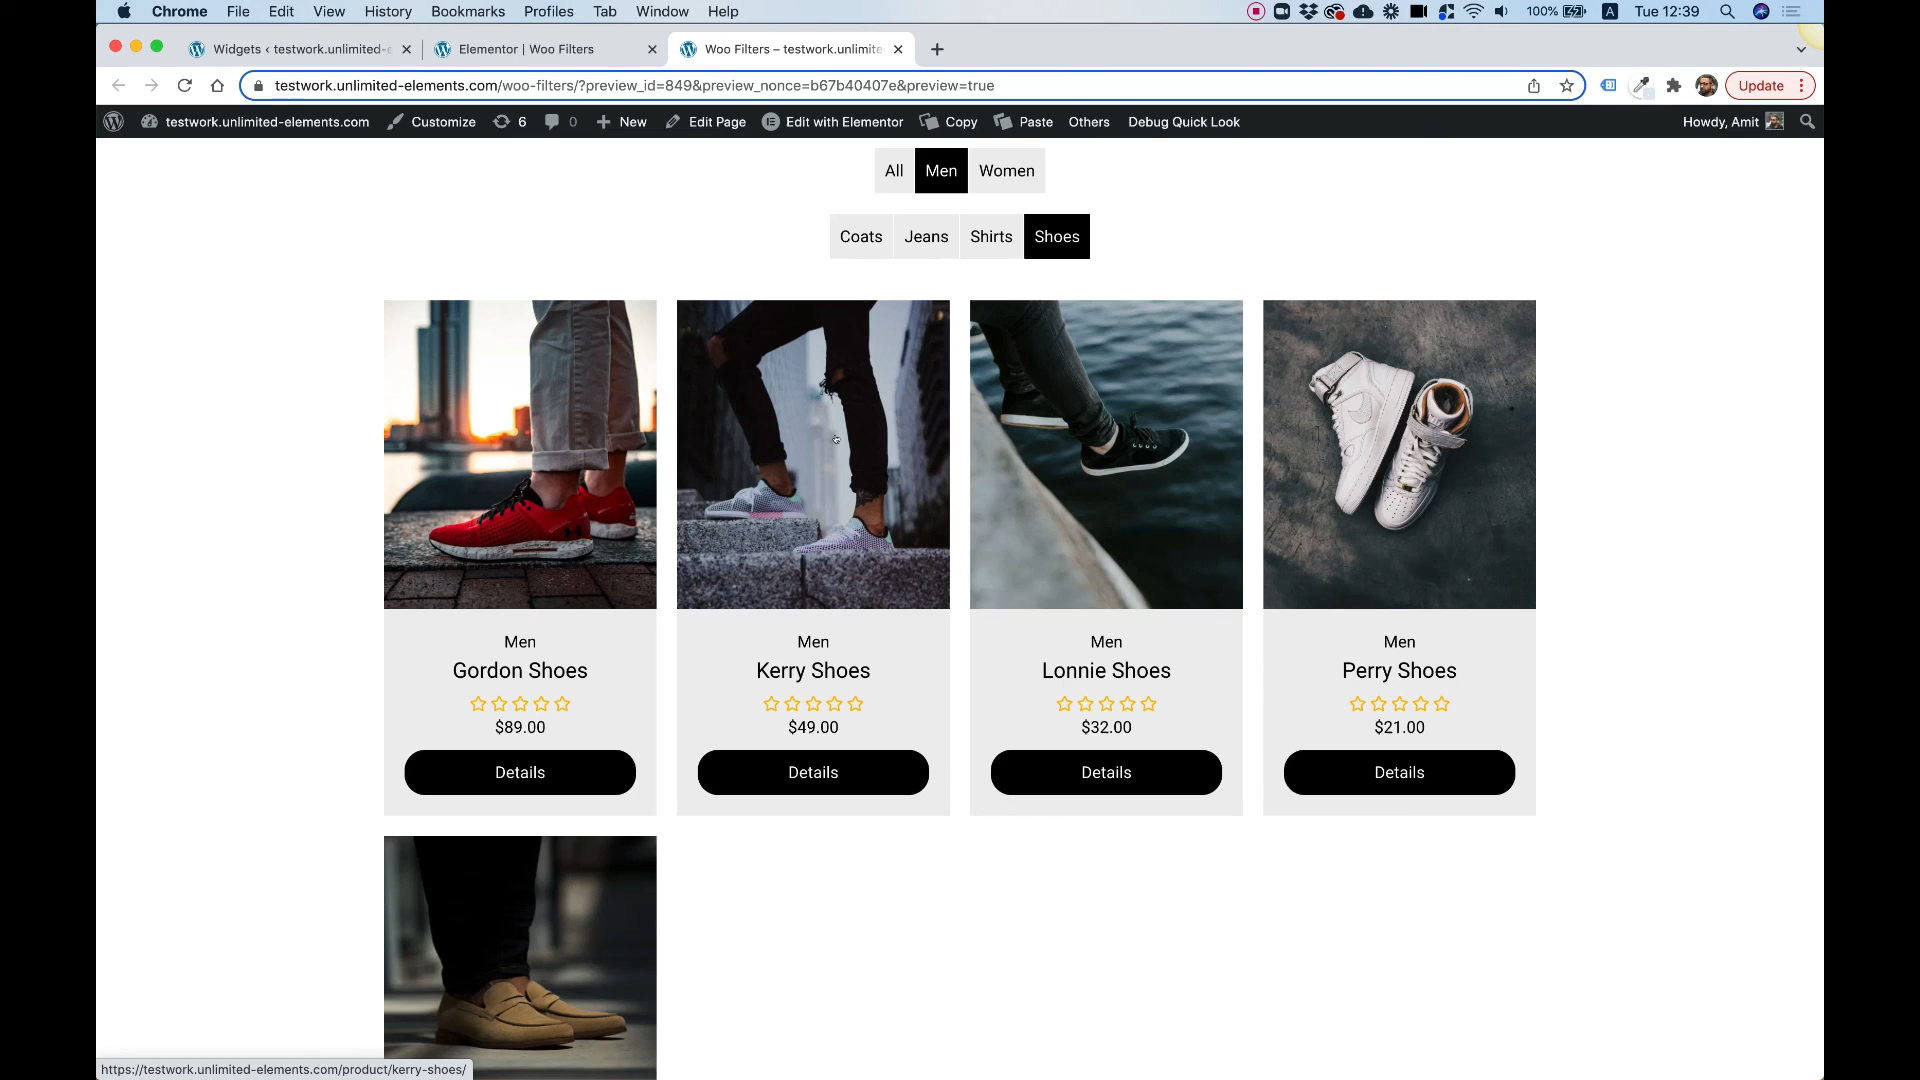 Chrome File Edit View History Bookmarks Profiles Tab Window Help 100% A Tue 12:39
Widgets ‹ testwork.unlimited-e Elementor | Woo Filters Woo Filters – testwork.unlimite
testwork.unlimited-elements.com/woo-filters/?preview_id=849&preview_nonce=b67b40407e&preview=true Update
testwork.unlimited-elements.com Customize 6 0 New Edit Page Edit with Elementor Copy Paste Others Debug Quick Look Howdy, Amit
All Men Women
Coats Jeans Shirts Shoes
Men Men Men Men
Gordon Shoes Kerry Shoes Lonnie Shoes Perry Shoes
$89.00 $49.00 $32.00 $21.00
Details Details Details Details
https://testwork.unlimited-elements.com/product/kerry-shoes/